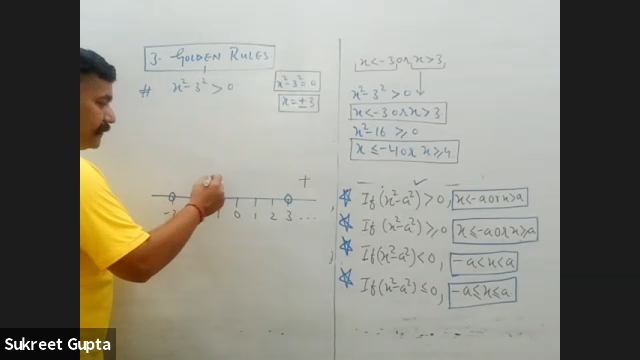 3. GOLDEN RULES
# x²-3²>0
x²-3²=0
x=±3
+
-3 1 0 1 2 3 ...
x<-3 or x>3
x²-3²>0
x<-3 or x>3
x²-16≥0
x≤-4 or x≥4
If (x²-a²)>0, x<-a or x>a
If (x²-a²)≥0, x≤-a or x≥a
If (x²-a²)<0, -a<x<a
If (x²-a²)≤0, -a≤x≤a.
Sukreet Gupta